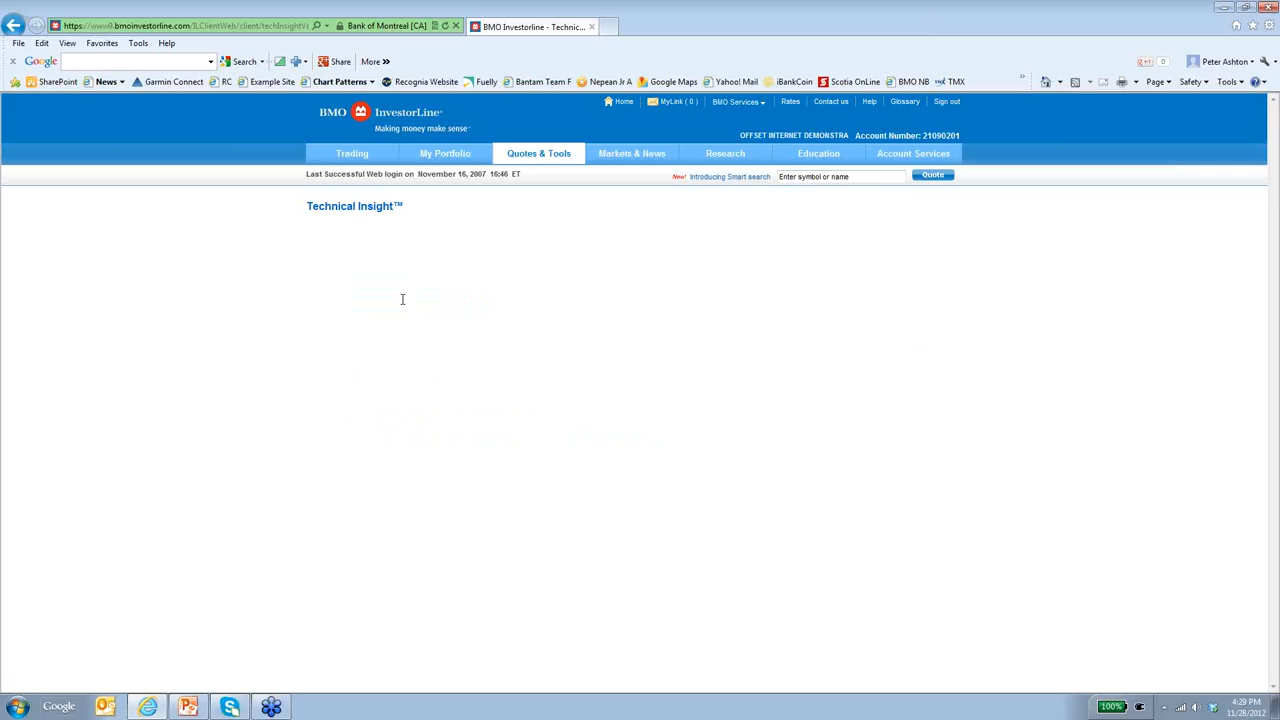 https://www9.bmoinvestorline.com/ILClientWeb/client/techInsightVi
Bank of Montreal [CA]
BMO Investorline - Technic...
File Edit View Favorites Tools Help
Google Search Share More »
Peter Ashton
SharePoint News Garmin Connect RC Example Site Chart Patterns Recognia Website Fuelly Bantam Team F Nepean Jr A Google Maps Yahoo! Mail iBankCoin Scotia OnLine BMO NB TMX » Page Safety Tools
Home MyLink ( 0 ) BMO Services Rates Contact us Help Glossary Sign out
BMO InvestorLine
Making money make sense
OFFSET INTERNET DEMONSTRA Account Number: 21090201
Trading My Portfolio Quotes & Tools Markets & News Research Education Account Services
Last Successful Web login on November 16, 2007 16:46 ET
New! Introducing Smart search Enter symbol or name Quote
Technical Insight™
Google
100%
4:29 PM
11/28/2012